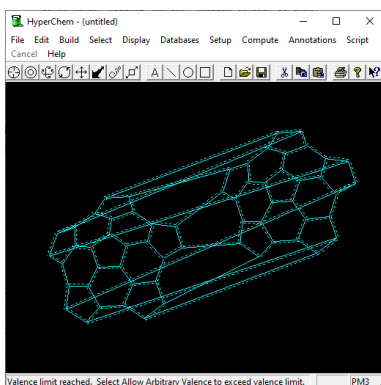 HyperChem - (untitled)
File Edit Build Select Display Databases Setup Compute Annotations Script
Cancel Help
A
Valence limit reached. Select Allow Arbitrary Valence to exceed valence limit. PM3